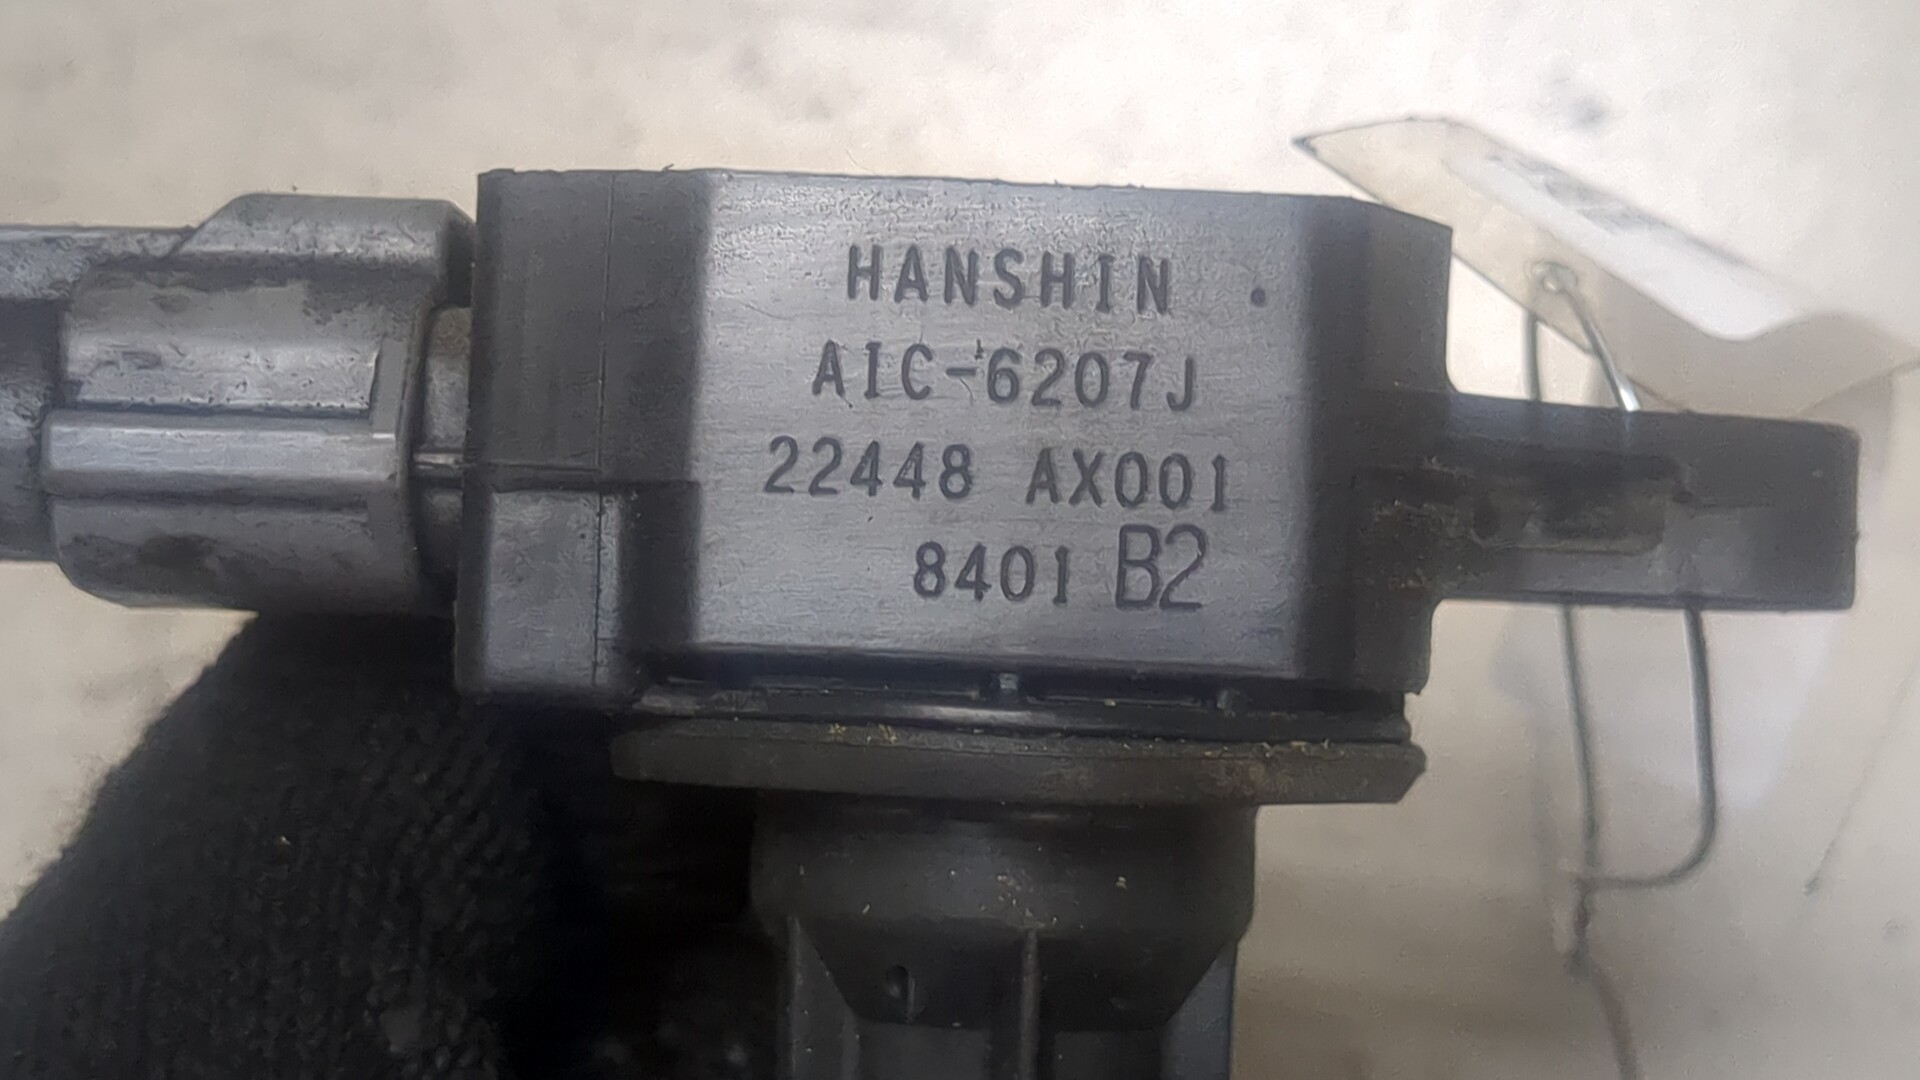 HANSHIN .
AIC-6207J
22448 AX001
8401 B2